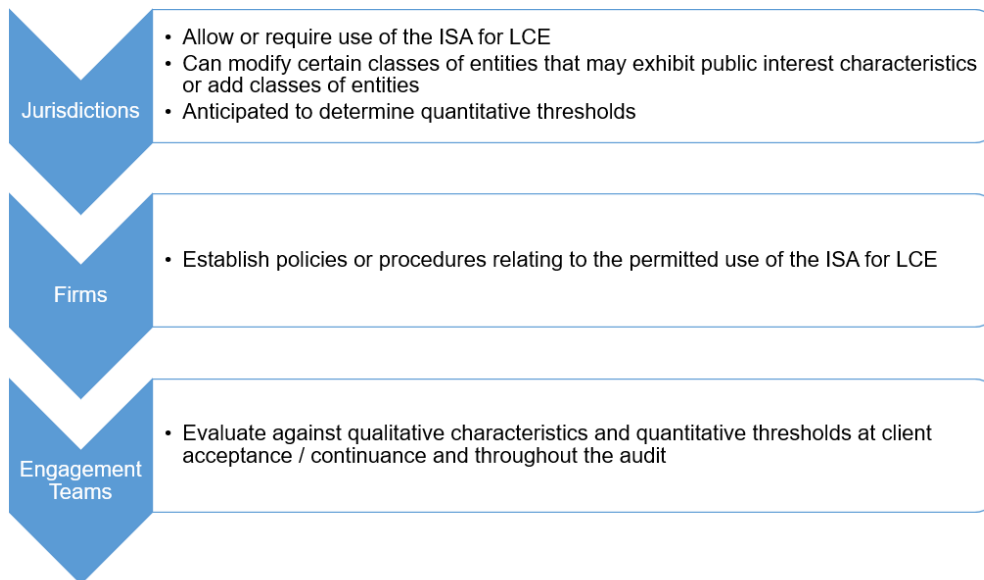 Jurisdictions
• Allow or require use of the ISA for LCE
• Can modify certain classes of entities that may exhibit public interest characteristics
or add classes of entities
• Anticipated to determine quantitative thresholds
Firms
• Establish policies or procedures relating to the permitted use of the ISA for LCE
Engagement
Teams
• Evaluate against qualitative characteristics and quantitative thresholds at client
acceptance / continuance and throughout the audit